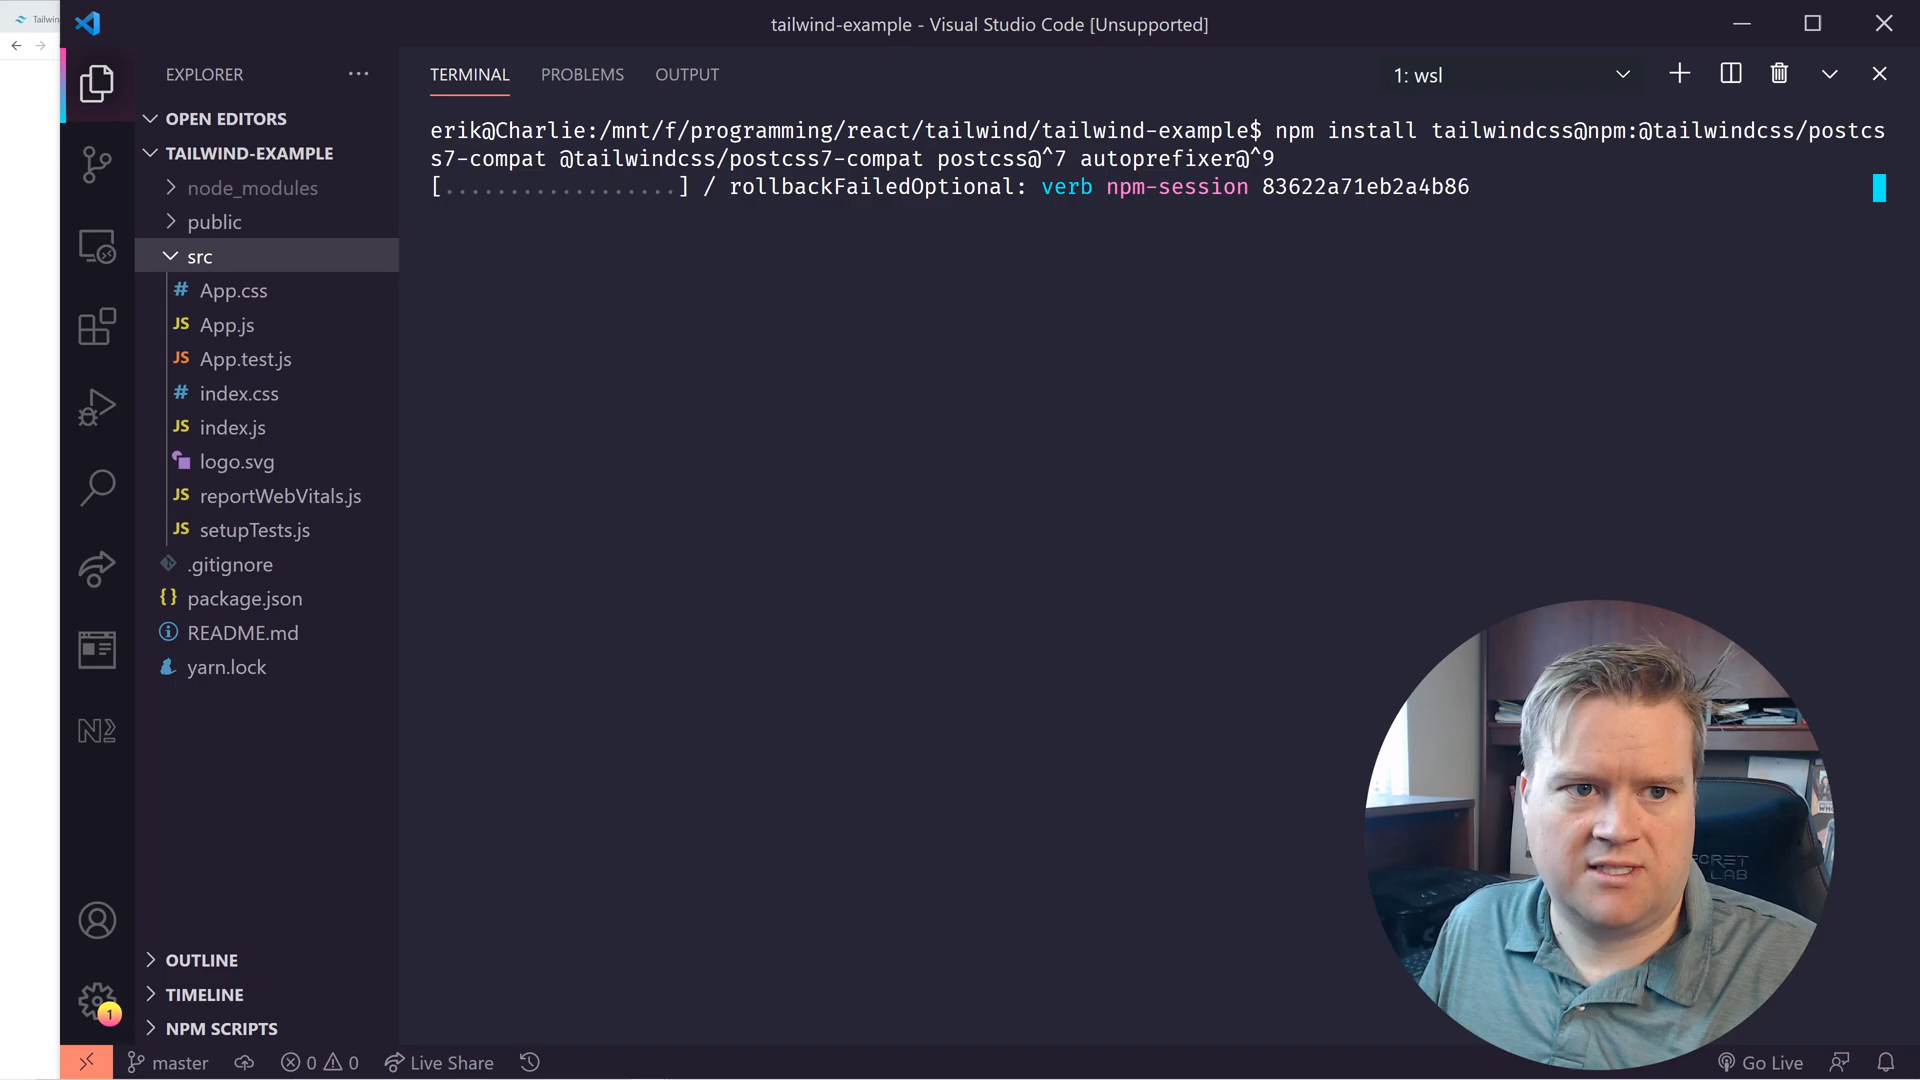 Tailwin
tailwind-example - Visual Studio Code [Unsupported]
EXPLORER
OPEN EDITORS
TAILWIND-EXAMPLE
node_modules
public
src
App.css
App.js
App.test.js
index.css
index.js
logo.svg
reportWebVitals.js
setupTests.js
.gitignore
package.json
README.md
yarn.lock
OUTLINE
TIMELINE
NPM SCRIPTS
TERMINAL PROBLEMS OUTPUT
1: wsl
erik@Charlie:/mnt/f/programming/react/tailwind/tailwind-example$ npm install tailwindcss@npm:@tailwindcss/postcs
s7-compat @tailwindcss/postcss7-compat postcss@^7 autoprefixer@^9
[..................] / rollbackFailedOptional: verb npm-session 83622a71eb2a4b86
1
master 0 0 Live Share
Go Live